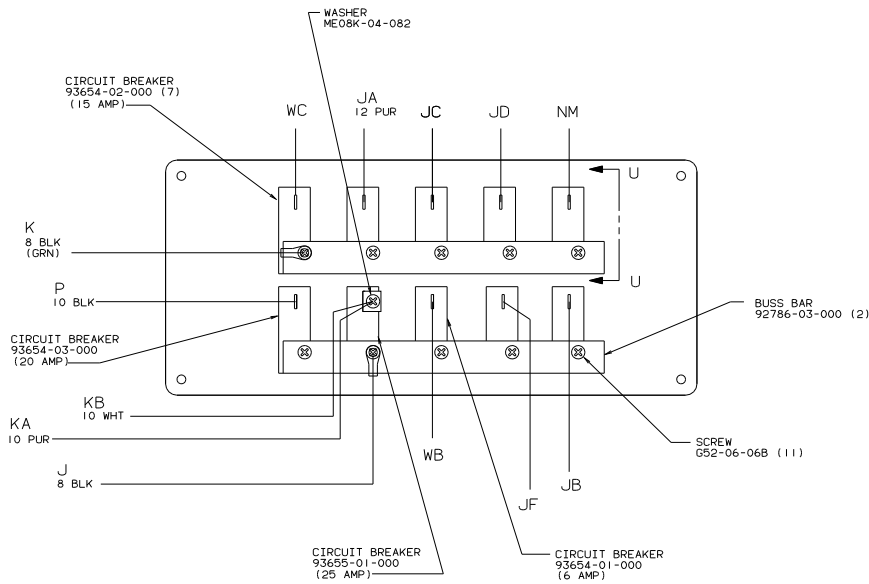 WASHER
ME08K-04-082
CIRCUIT BREAKER
93654-02-000 (7)
(15 AMP)
WC
JA
12 PUR
JC
JD
NM
U
K
8 BLK
(GRN)
U
P
10 BLK
BUSS BAR
92786-03-000 (2)
CIRCUIT BREAKER
93654-03-000
(20 AMP)
KB
10 WHT
KA
10 PUR
WB
SCREW
G52-06-06B (11)
J
8 BLK
JF
JB
CIRCUIT BREAKER
93655-01-000
(25 AMP)
CIRCUIT BREAKER
93654-01-000
(6 AMP)